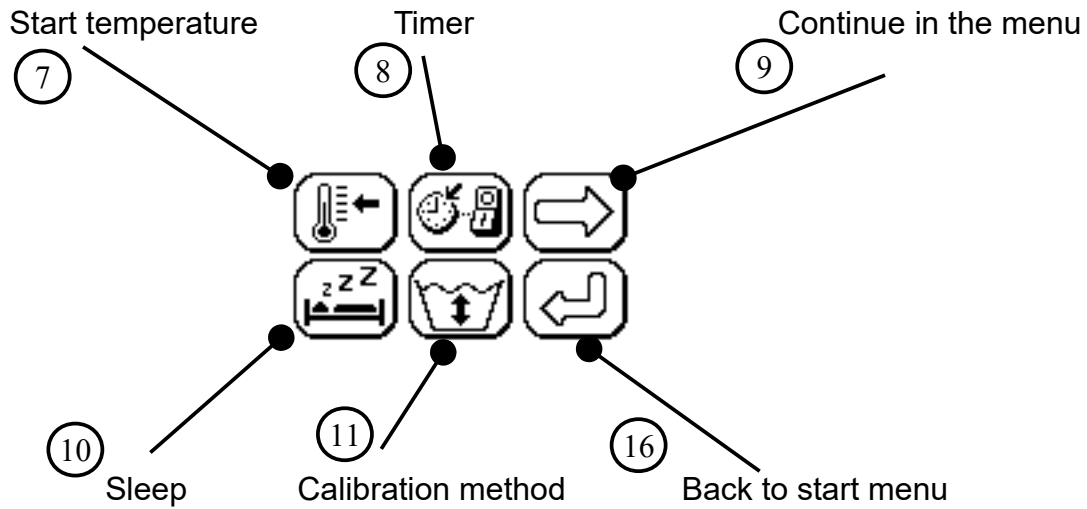 Start temperature
Timer
Continue in the menu
7
8
9
z z Z
10
11
16
Sleep
Calibration method
Back to start menu